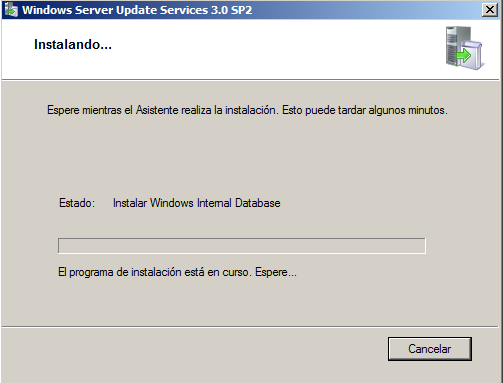 Windows Server Update Services 3.0 SP2
Instalando...
Espere mientras el Asistente realiza la instalación. Esto puede tardar algunos minutos.
Estado: Instalar Windows Internal Database
El programa de instalación está en curso. Espere...
Cancelar